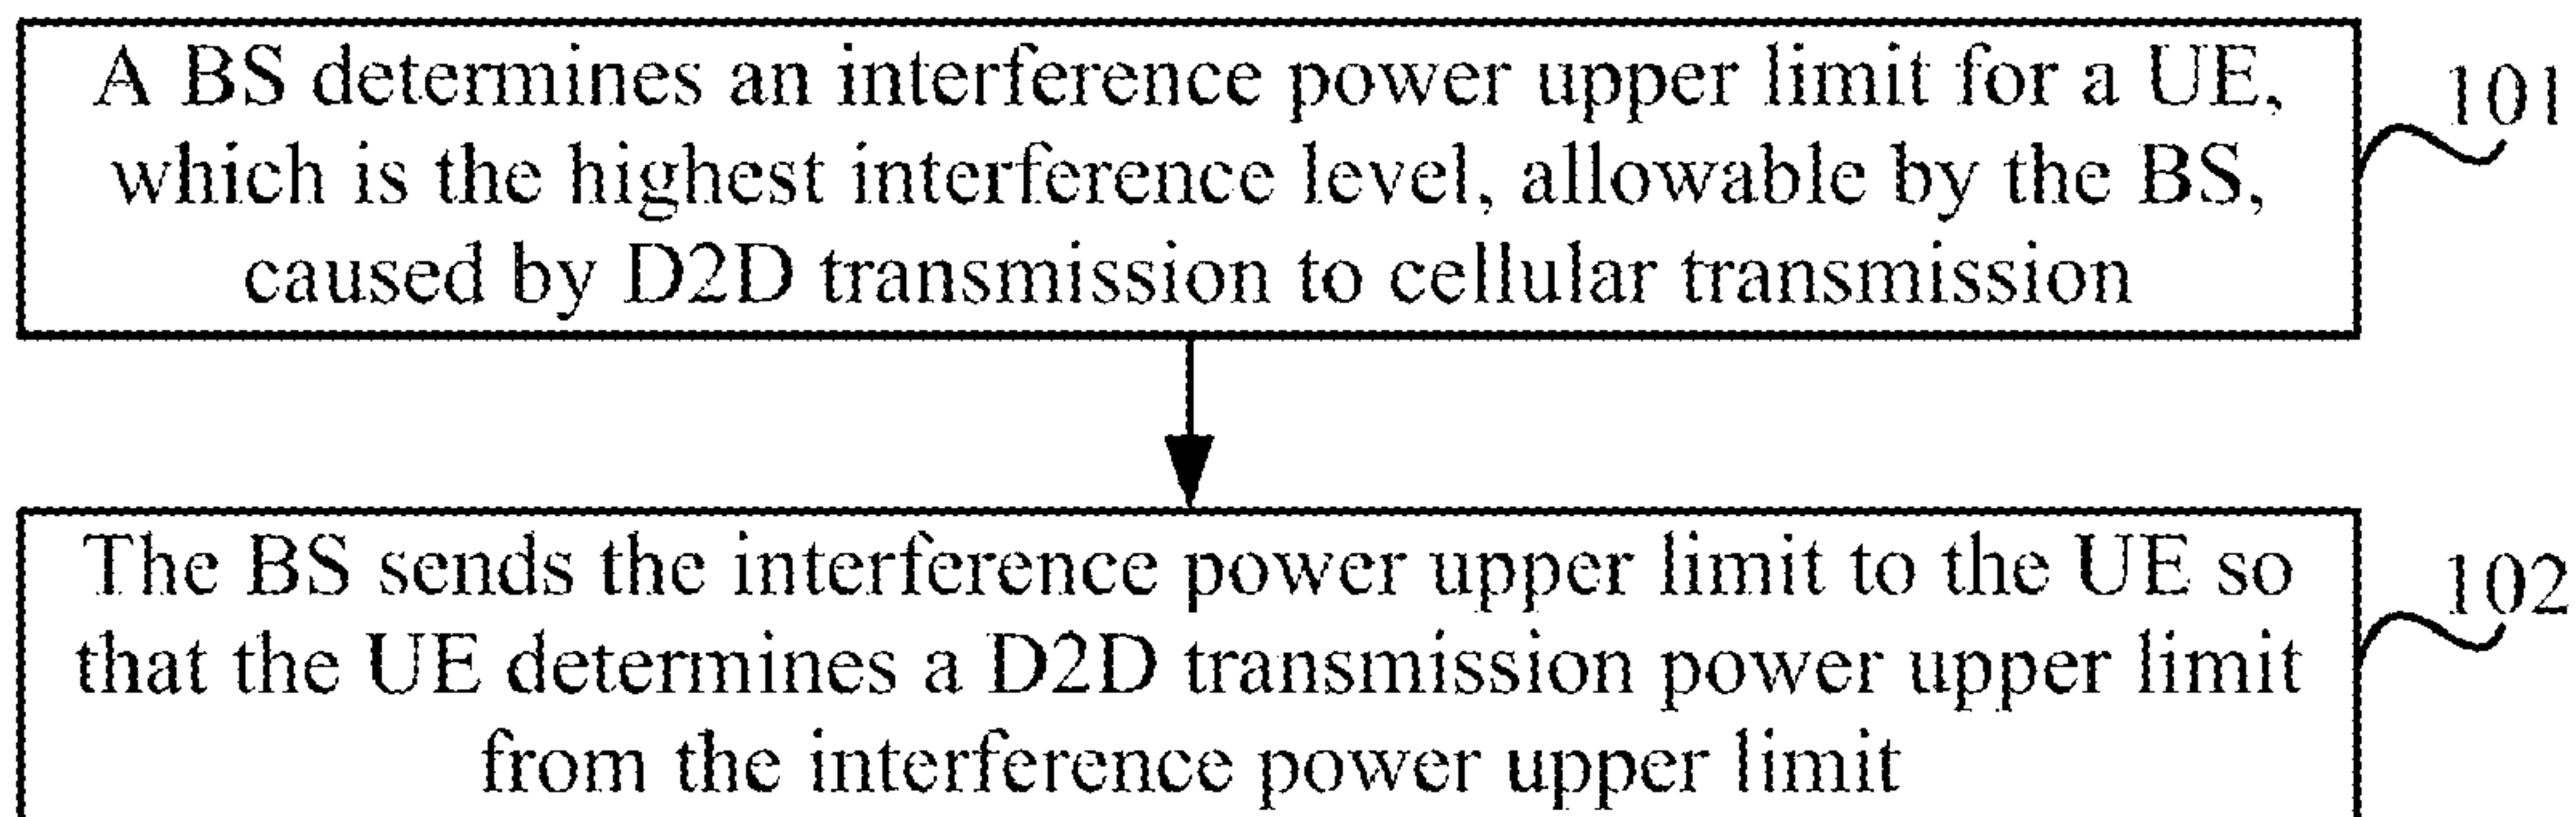 A BS determines an interference power upper limit for a UE,
which is the highest interference level, allowable by the BS,
caused by D2D transmission to cellular transmission
101
The BS sends the interference power upper limit to the UE so
that the UE determines a D2D transmission power upper limit
from the interference power upper limit
102